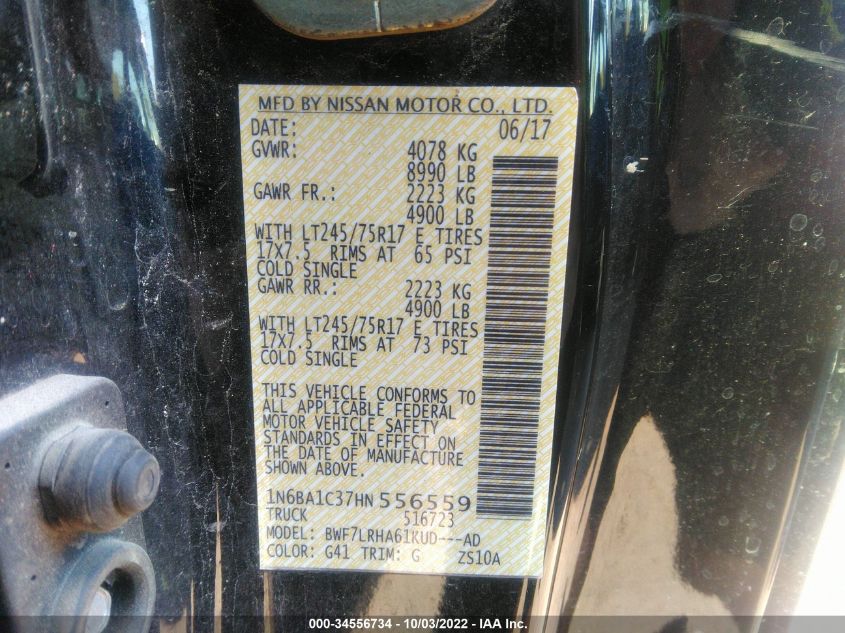 MFD BY NISSAN MOTOR CO., LTD.
DATE: 06/17
GVWR: 4078 KG
8990 LB
GAWR FR.: 2223 KG
4900 LB
WITH LT245/75R17 E TIRES
17X7.5 RIMS AT 65 PSI
COLD SINGLE
GAWR RR.: 2223 KG
4900 LB
WITH LT245/75R17 E TIRES
17X7.5 RIMS AT 73 PSI
COLD SINGLE
THIS VEHICLE CONFORMS TO
ALL APPLICABLE FEDERAL
MOTOR VEHICLE SAFETY
STANDARDS IN EFFECT ON
THE DATE OF MANUFACTURE
SHOWN ABOVE.
1N6BA1C37HN 556559
TRUCK 516723
MODEL: BWF7LRHA61KUD---AD
COLOR: G41 TRIM: G ZS10A
000-34556734 - 10/03/2022 - IAA Inc.